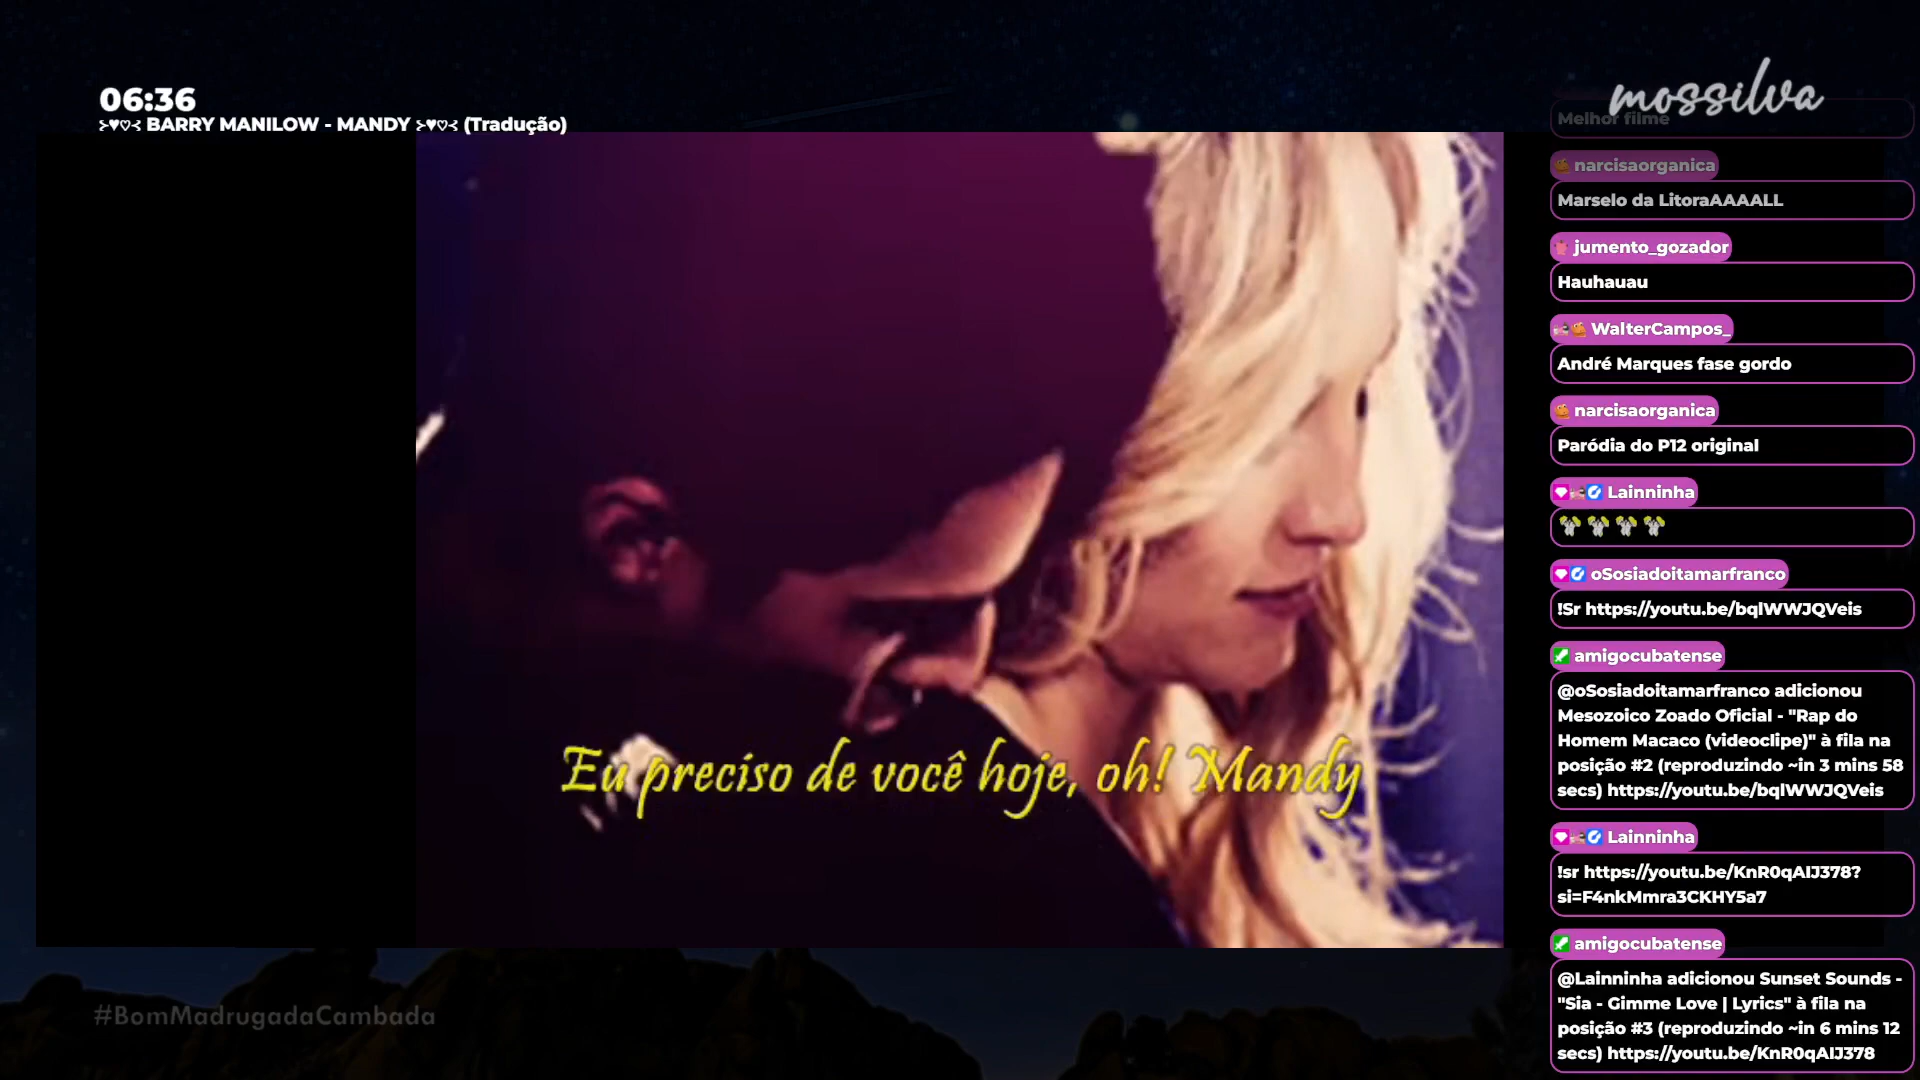 06:36
⊱♥♡⊰ BARRY MANILOW - MANDY ⊱♥♡⊰ (Tradução)
mossilva
Melhor filme
narcisaorganica
Marselo da LitoraAAAALL
jumento_gozador
Hauhauau
WalterCampos_
André Marques fase gordo
narcisaorganica
Paródia do P12 original
Lainninha
oSosiadoitamarfranco
!Sr https://youtu.be/bqlWWJQVeis
amigocubatense
@oSosiadoitamarfranco adicionou
Mesozoico Zoado Oficial - "Rap do
Homem Macaco (videoclipe)" à fila na
posição #2 (reproduzindo ~in 3 mins 58
secs) https://youtu.be/bqlWWJQVeis
Lainninha
!sr https://youtu.be/KnR0qAIJ378?
si=F4nkMmra3CKHY5a7
amigocubatense
@Lainninha adicionou Sunset Sounds -
"Sia - Gimme Love | Lyrics" à fila na
posição #3 (reproduzindo ~in 6 mins 12
secs) https://youtu.be/KnR0qAIJ378
Eu preciso de você hoje, oh! Mandy
#BomMadrugadaCambada